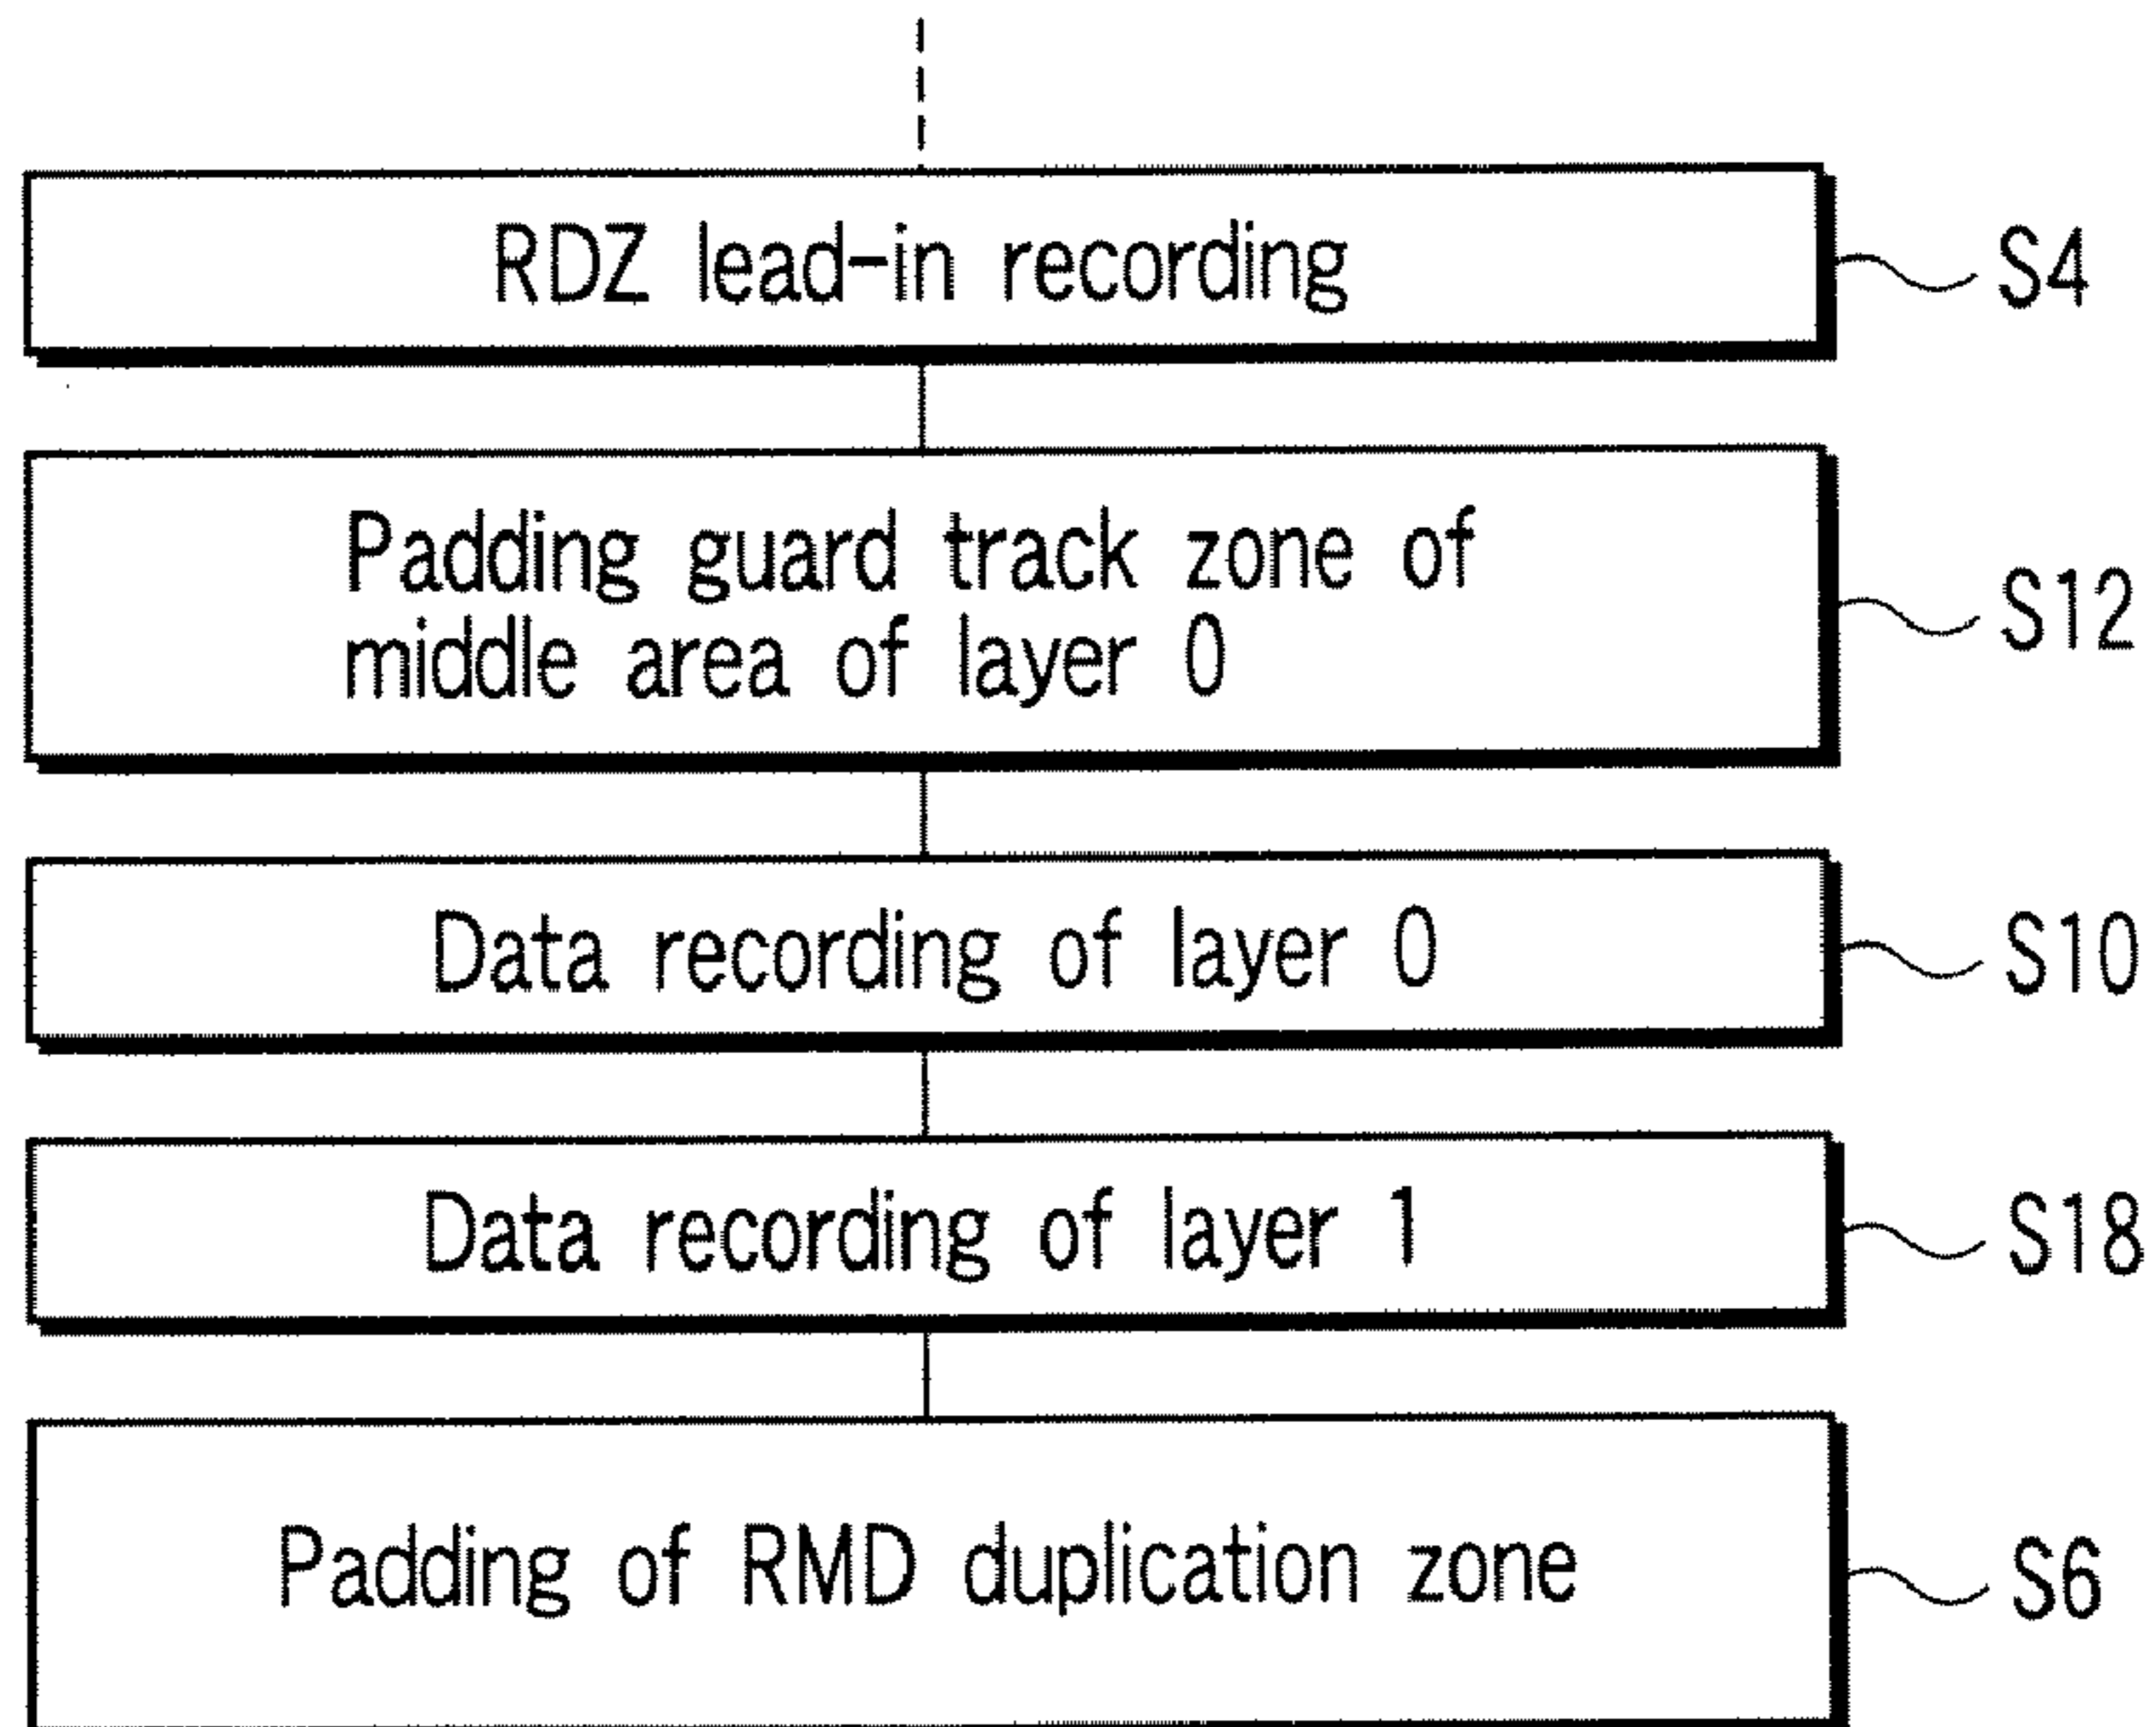 RDZ lead-in recording
S4
Padding guard track zone of
middle area of layer 0
S12
Data recording of layer 0
S10
Data recording of layer 1
S18
Padding of RMD duplication zone
S6